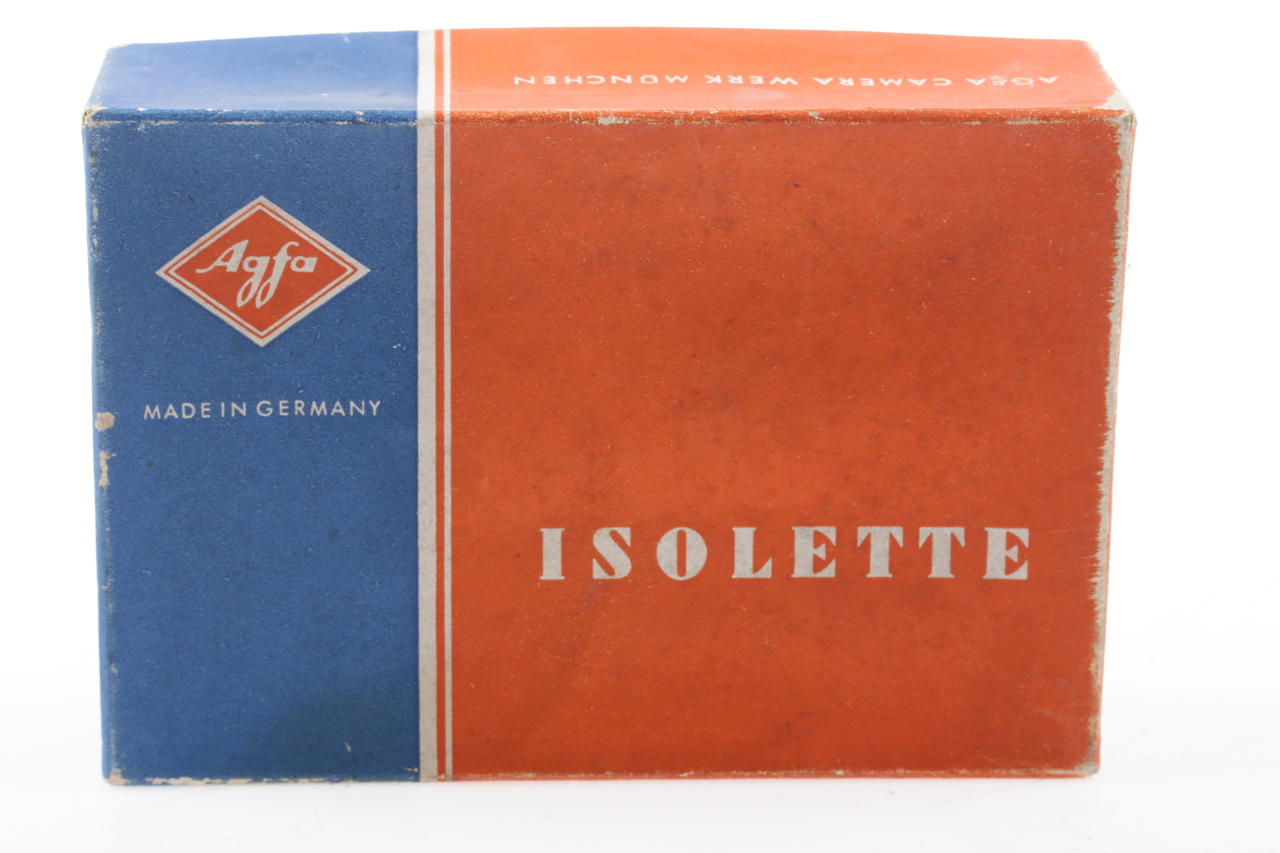 AGFA CAMERA WERK MÜNCHEN
Agfa
MADE IN GERMANY
ISOLETTE